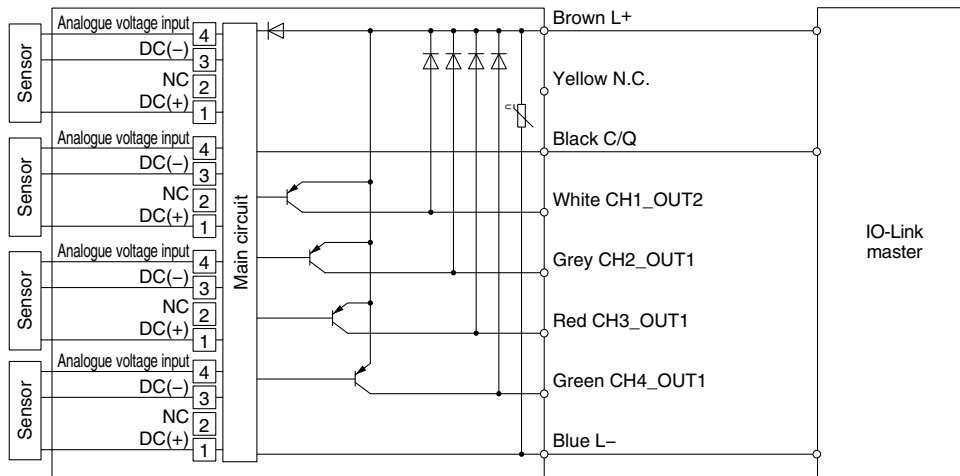 Sensor
Analogue voltage input 4
DC(−) 3
NC 2
DC(+) 1
Sensor
Analogue voltage input 4
DC(−) 3
NC 2
DC(+) 1
Sensor
Analogue voltage input 4
DC(−) 3
NC 2
DC(+) 1
Sensor
Analogue voltage input 4
DC(−) 3
NC 2
DC(+) 1
Main circuit
U
Brown L+
Yellow N.C.
Black C/Q
White CH1_OUT2
Grey CH2_OUT1
Red CH3_OUT1
Green CH4_OUT1
Blue L−
IO-Link
master